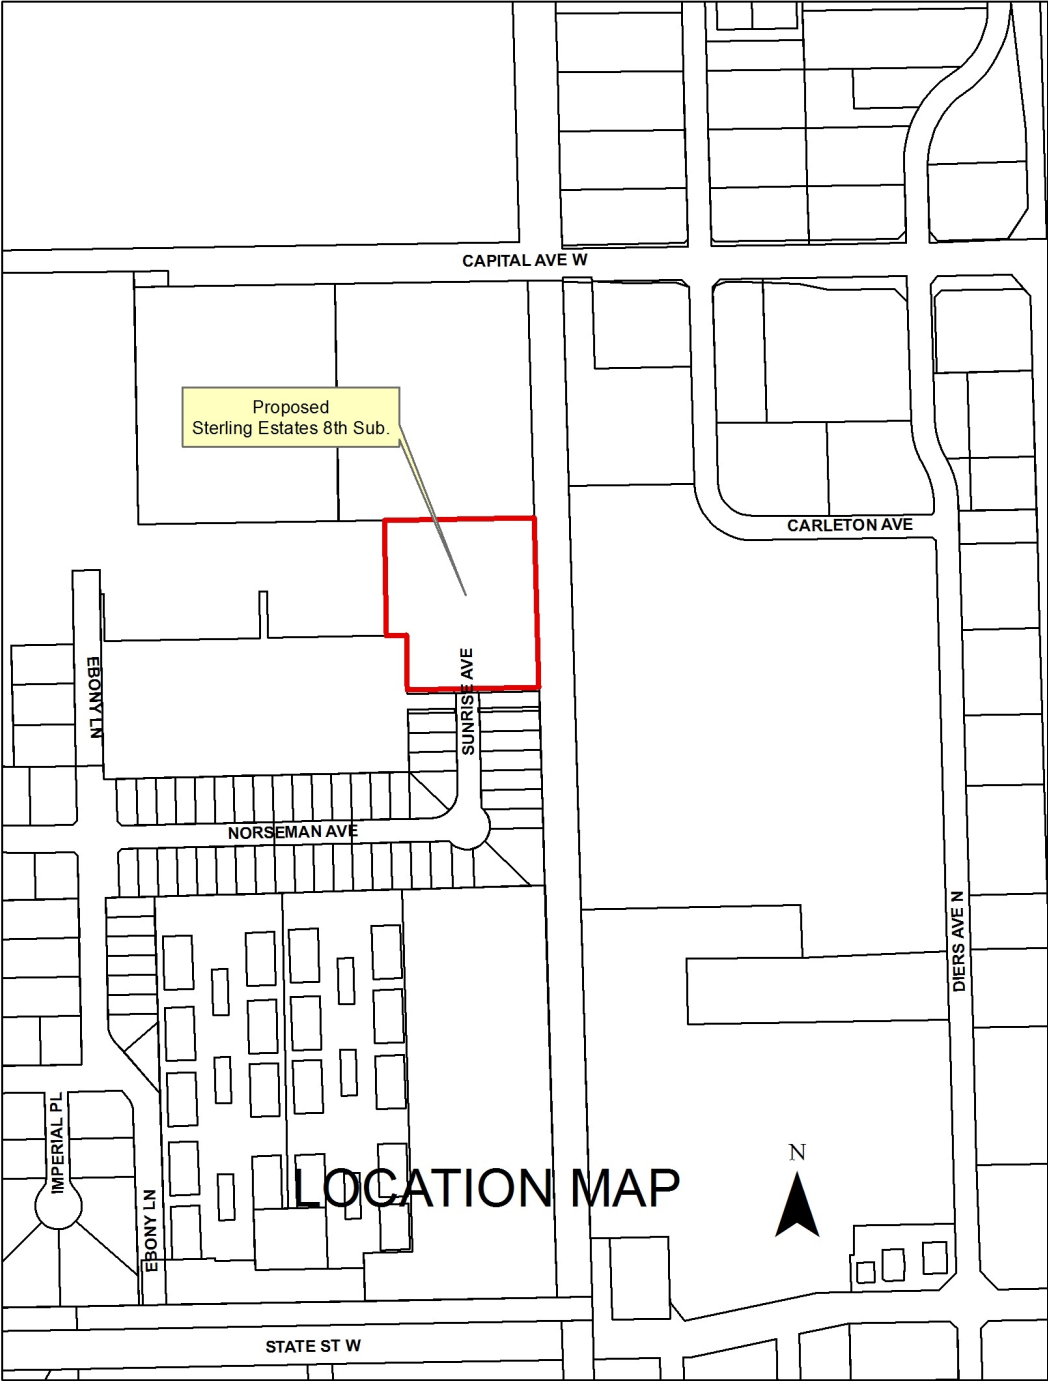 CAPITAL AVE W
Proposed
Sterling Estates 8th Sub.
CARLETON AVE
EBONY LN
SUNRISE AVE
NORSEMAN AVE
DIERS AVE N
IMPERIAL PL
EBONY LN
LOCATION MAP
N
STATE ST W